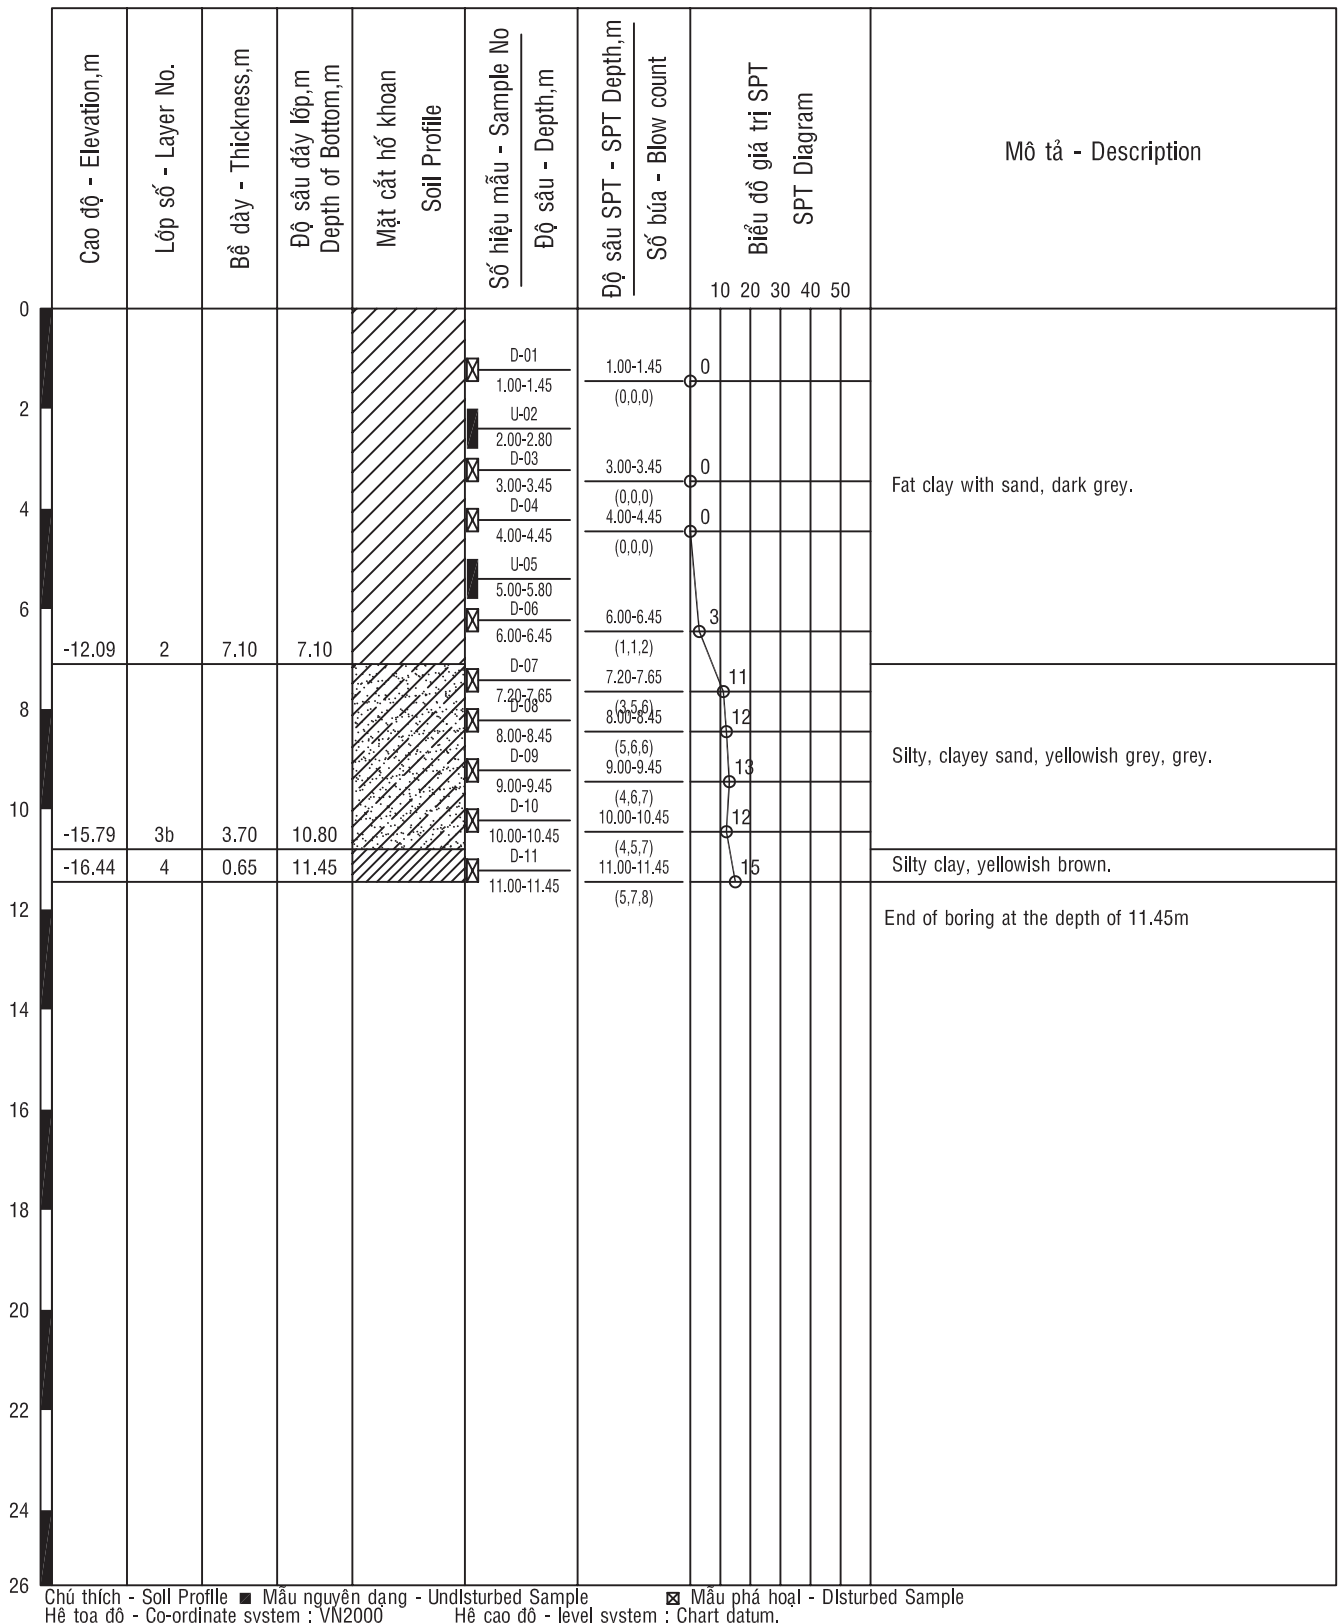 Cao độ - Elevation,m
Lớp số - Layer No.
Bề dày - Thickness,m
Độ sâu đáy lớp,m
Depth of Bottom,m
Mặt cắt hố khoan
Soil Profile
Số hiệu mẫu - Sample No
Độ sâu - Depth,m
Độ sâu SPT - SPT Depth,m
Số búa - Blow count
Biểu đồ giá trị SPT
SPT Diagram
10 20 30 40 50
Mô tả - Description
0
D-01
1.00-1.45
1.00-1.45
(0,0,0)
0
2
U-02
2.00-2.80
D-03
3.00-3.45
3.00-3.45
(0,0,0)
0
Fat clay with sand, dark grey.
4
D-04
4.00-4.45
4.00-4.45
(0,0,0)
0
U-05
5.00-5.80
6
D-06
6.00-6.45
6.00-6.45
(1,1,2)
3
-12.09 2 7.10 7.10
D-07
7.20-7.65
7.20-7.65
(3,5,6)
11
8
D-08
8.00-8.45
8.00-8.45
(5,6,6)
12
D-09
9.00-9.45
9.00-9.45
(4,6,7)
13
Silty, clayey sand, yellowish grey, grey.
10
D-10
10.00-10.45
10.00-10.45
(4,5,7)
12
-15.79 3b 3.70 10.80
D-11
11.00-11.45
11.00-11.45
(5,7,8)
15
-16.44 4 0.65 11.45
Silty clay, yellowish brown.
12
End of boring at the depth of 11.45m
14
16
18
20
22
24
26
Chú thích - Soil Profile Mẫu nguyên dạng - Undisturbed Sample Mẫu phá hoại - Disturbed Sample
Hệ tọa độ - Co-ordinate system : VN2000 Hệ cao độ - level system : Chart datum.